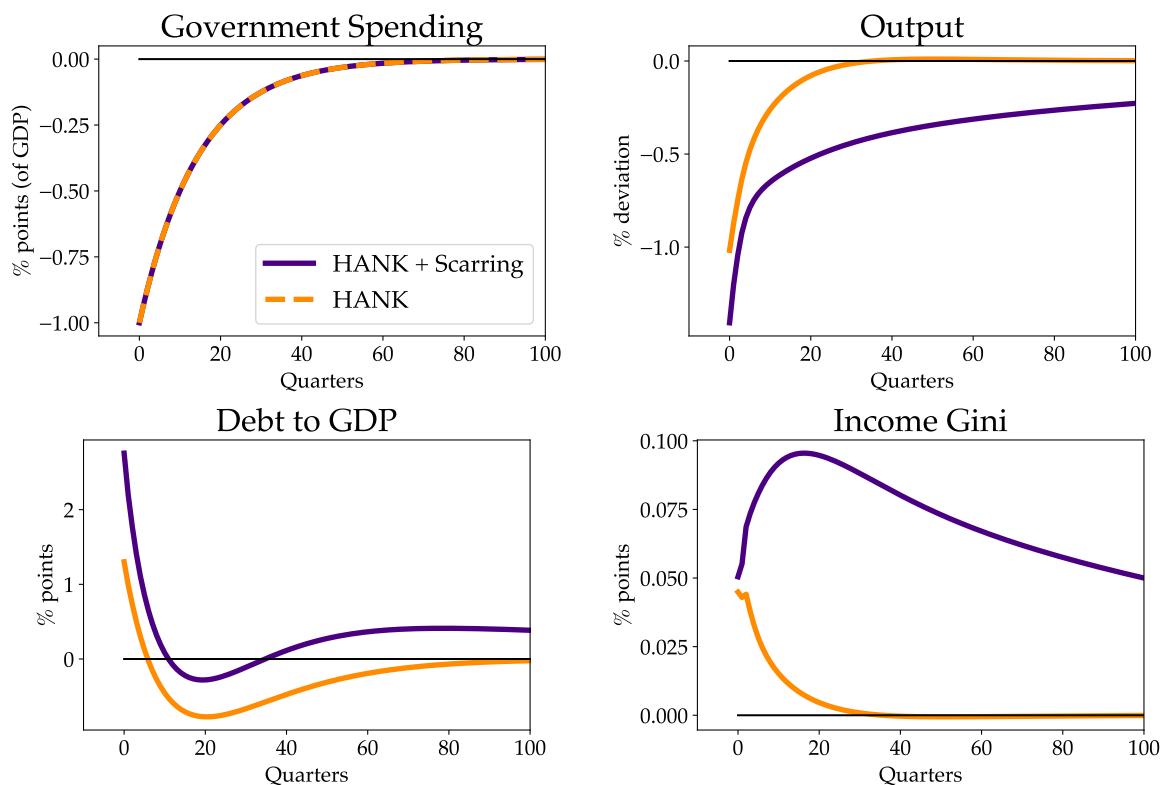 Government Spending
% points (of GDP)
0.00
−0.25
−0.50
−0.75
−1.00
HANK + Scarring
HANK
0 20 40 60 80 100
Quarters
Output
% deviation
0.0
−0.5
−1.0
0 20 40 60 80 100
Quarters
Debt to GDP
% points
2
1
0
0 20 40 60 80 100
Quarters
Income Gini
% points
0.100
0.075
0.050
0.025
0.000
0 20 40 60 80 100
Quarters